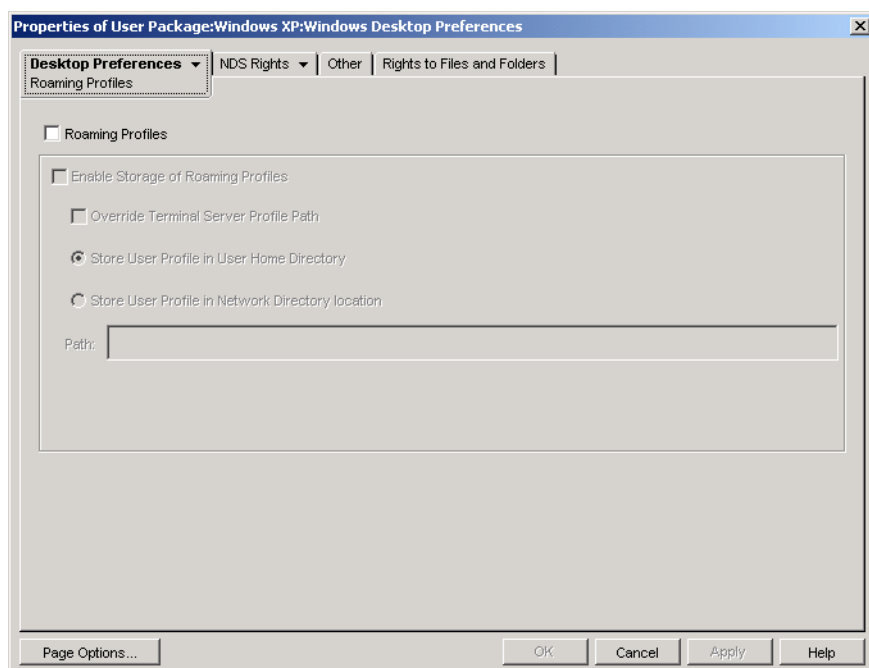 Properties of User Package:Windows XP:Windows Desktop Preferences
Desktop Preferences NDS Rights Other Rights to Files and Folders
Roaming Profiles
Roaming Profiles
Enable Storage of Roaming Profiles
Override Terminal Server Profile Path
Store User Profile in User Home Directory
Store User Profile in Network Directory location
Path:
Page Options... OK Cancel Apply Help